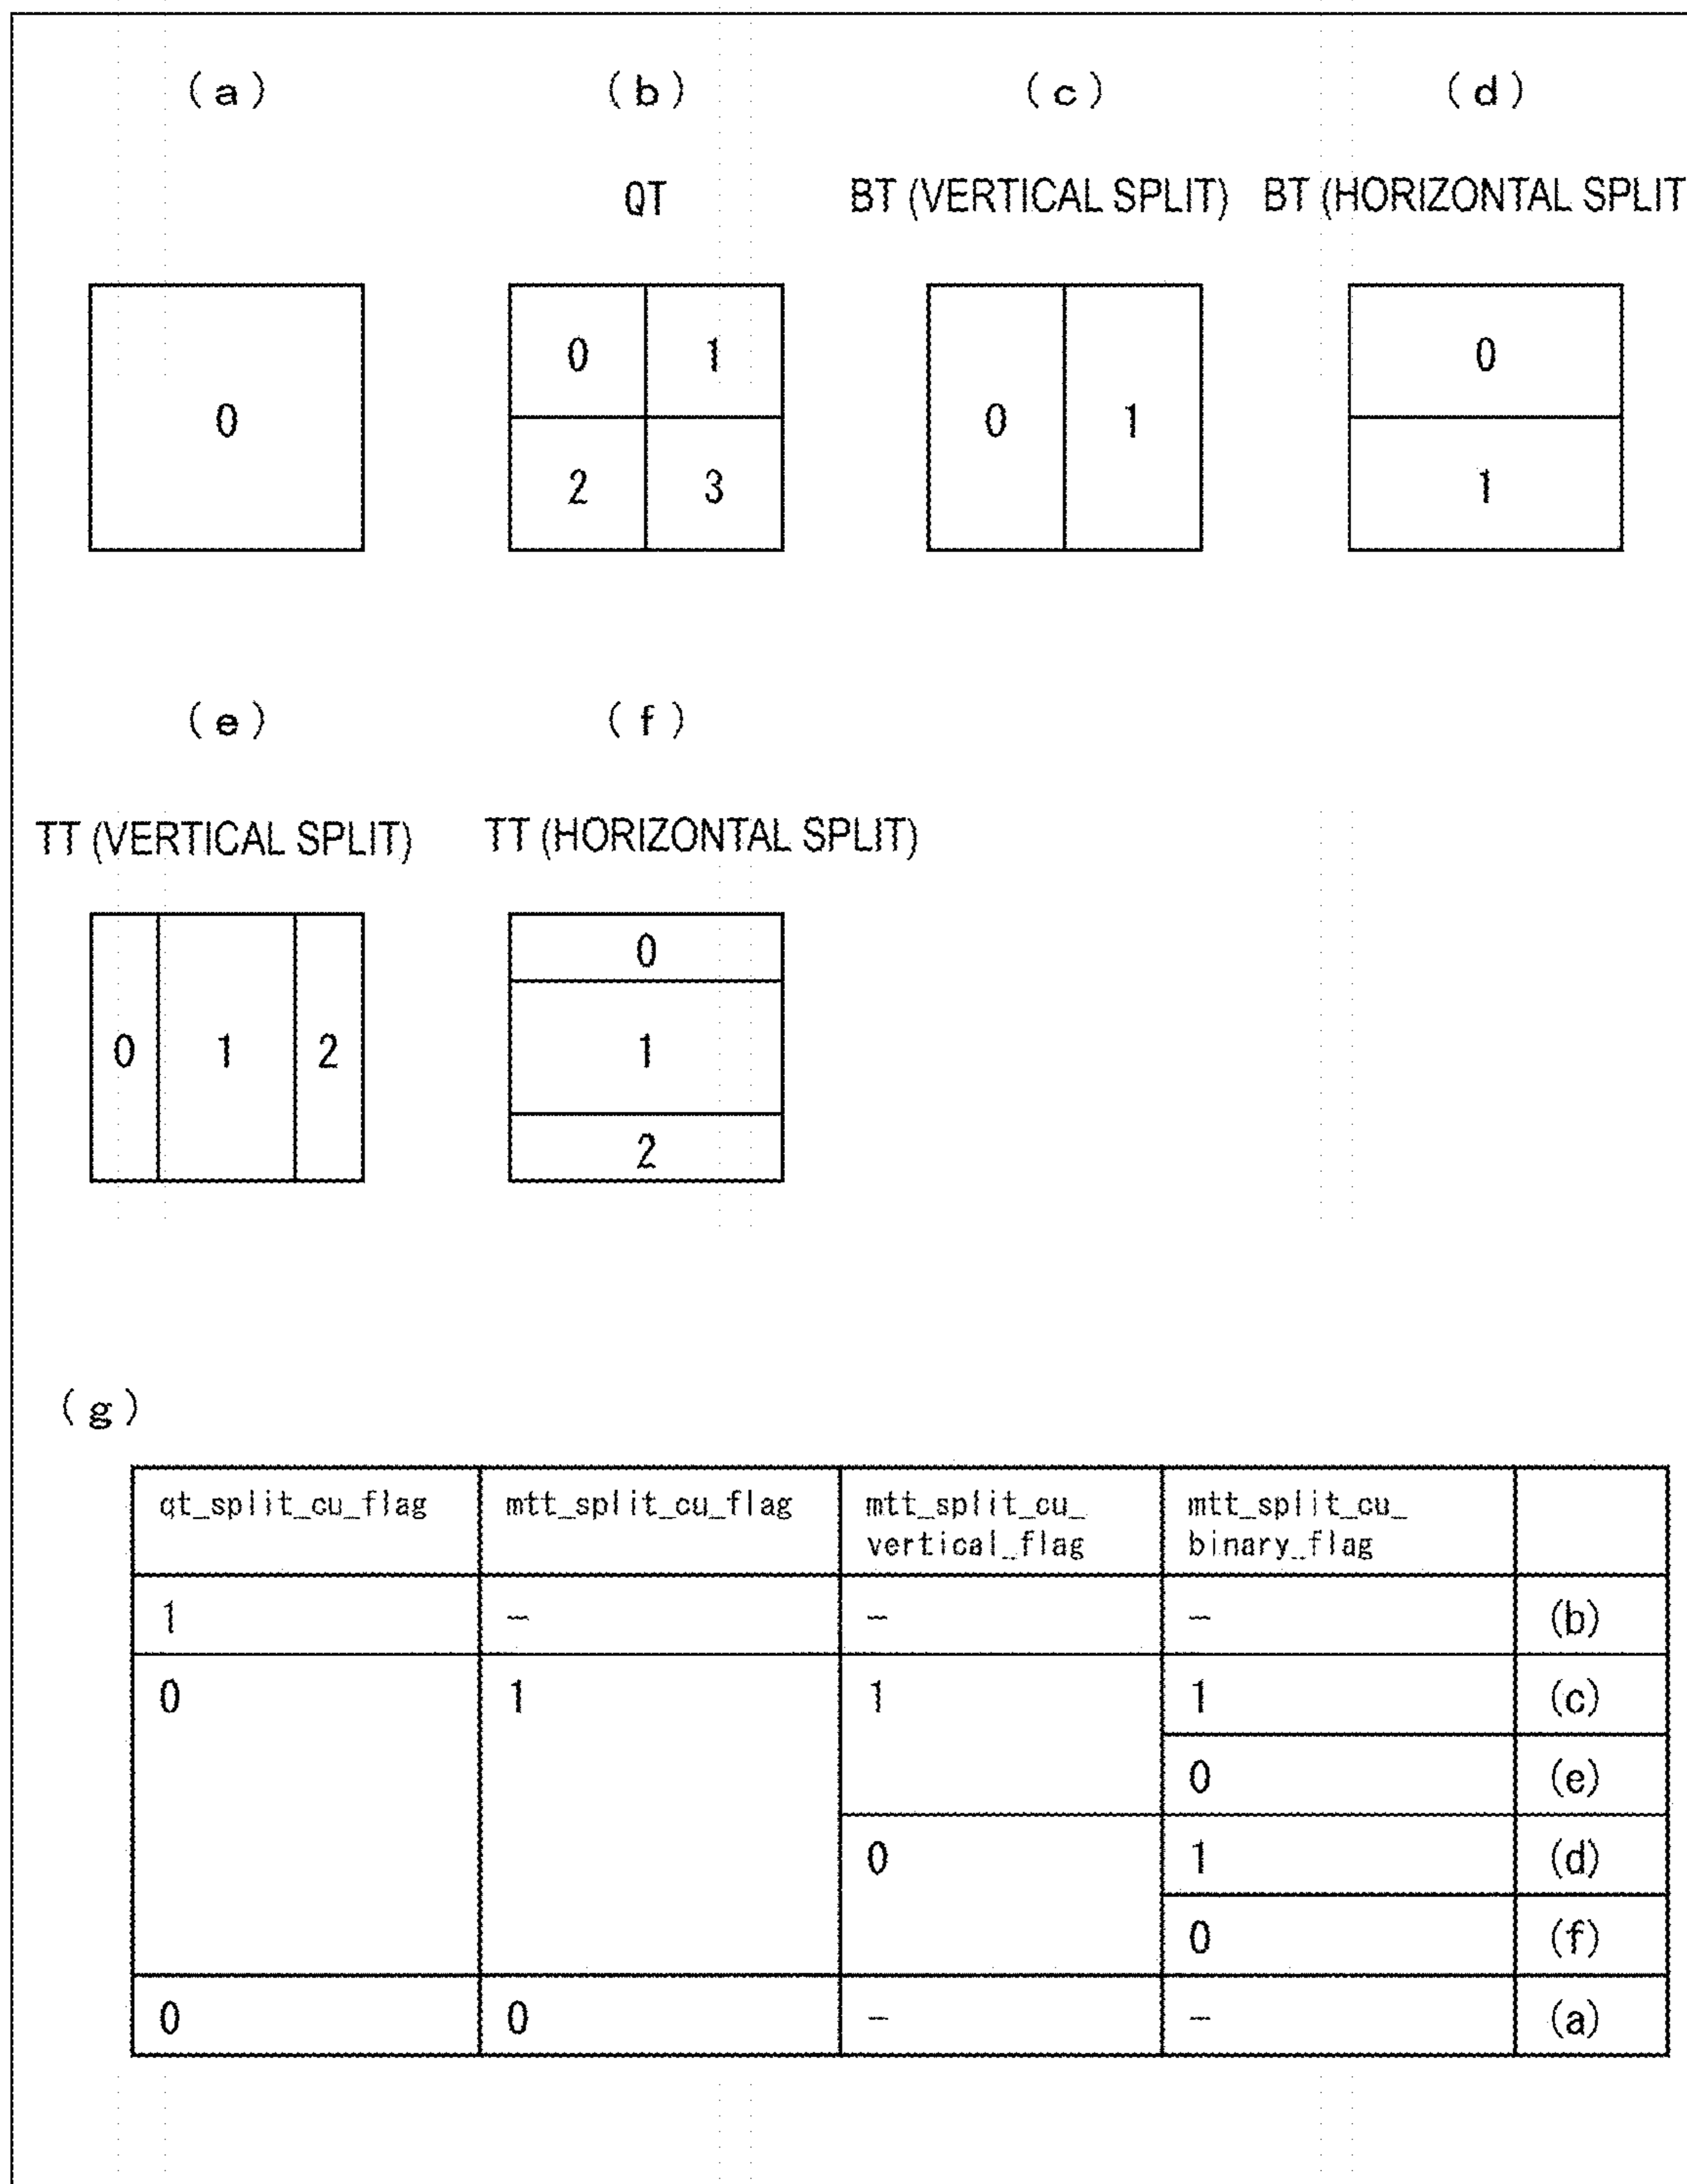 (a) (b) (c) (d)
QT BT (VERTICAL SPLIT) BT (HORIZONTAL SPLIT
0 0 1 0 1 0
2 3 1
(e) (f)
TT (VERTICAL SPLIT) TT (HORIZONTAL SPLIT)
0
0 1 2 1
2
(g)
qt_split_cu_flag mtt_split_cu_flag mtt_split_cu_ mtt_split_cu_
vertical_flag binary_flag
1 - - - (b)
0 1 1 1 (c)
0 (e)
0 1 (d)
0 (f)
0 0 - - (a)